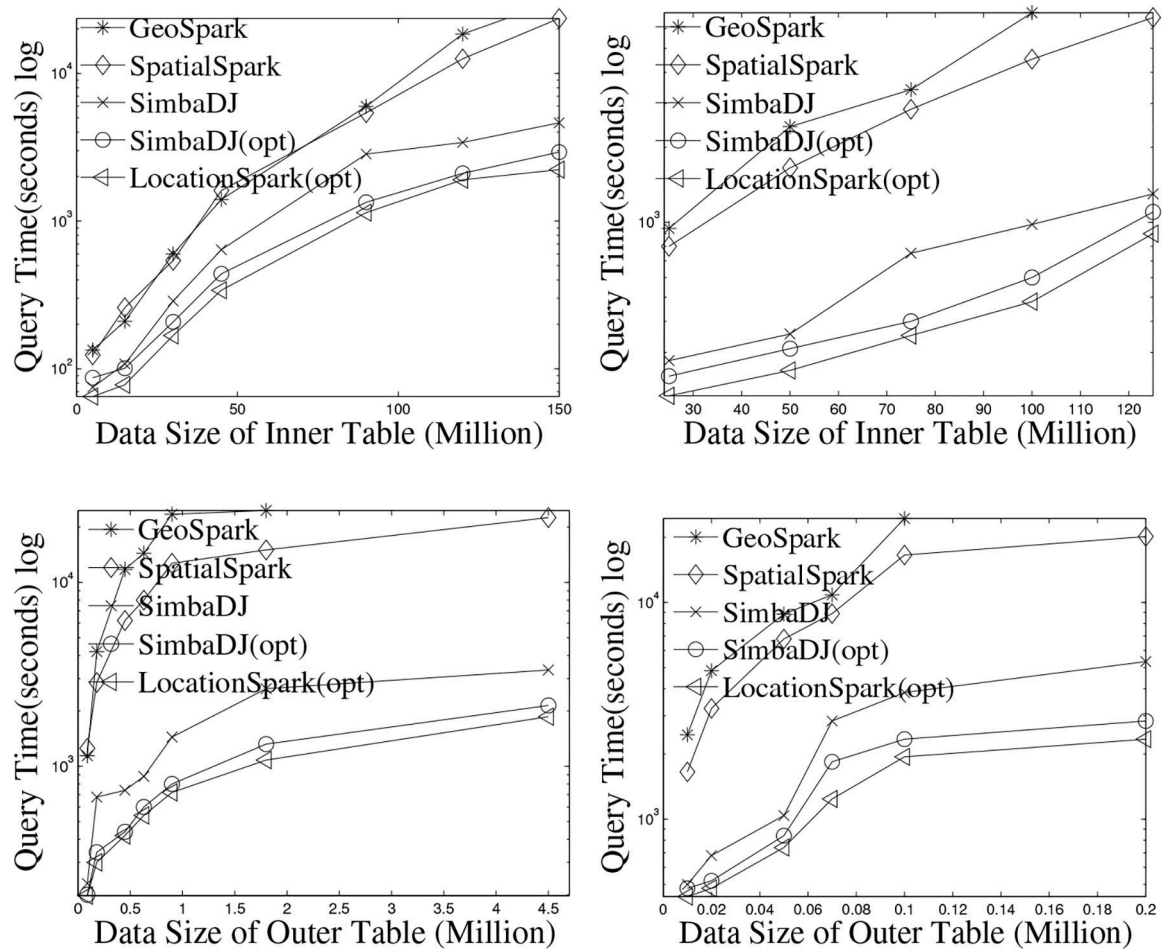 GeoSpark
SpatialSpark
SimbaDJ
SimbaDJ(opt)
LocationSpark(opt)
Query Time(seconds) log
10^4
10^3
10^2
0 50 100 150
Data Size of Inner Table (Million)
GeoSpark
SpatialSpark
SimbaDJ
SimbaDJ(opt)
LocationSpark(opt)
Query Time(seconds) log
10^3
30 40 50 60 70 80 90 100 110 120
Data Size of Inner Table (Million)
GeoSpark
SpatialSpark
SimbaDJ
SimbaDJ(opt)
LocationSpark(opt)
Query Time(seconds) log
10^4
10^3
0.5 1 1.5 2 2.5 3 3.5 4 4.5
Data Size of Outer Table (Million)
GeoSpark
SpatialSpark
SimbaDJ
SimbaDJ(opt)
LocationSpark(opt)
Query Time(seconds) log
10^4
10^3
0 0.02 0.04 0.06 0.08 0.1 0.12 0.14 0.16 0.18 0.2
Data Size of Outer Table (Million)